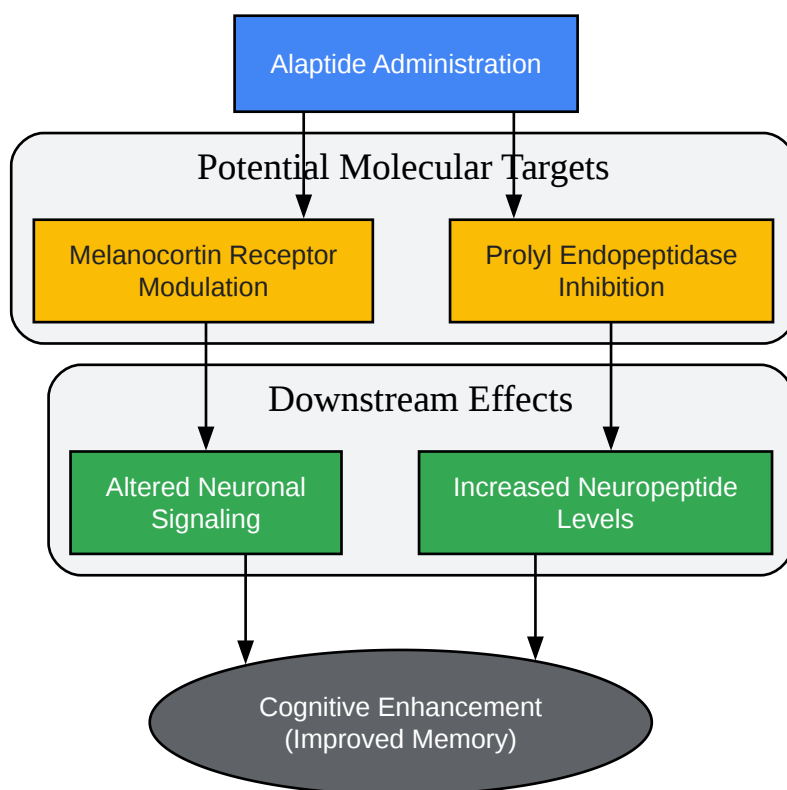 Alaptide Administration
Potential Molecular Targets
Melanocortin Receptor
Modulation
Prolyl Endopeptidase
Inhibition
Downstream Effects
Altered Neuronal
Signaling
Increased Neuropeptide
Levels
Cognitive Enhancement
(Improved Memory)